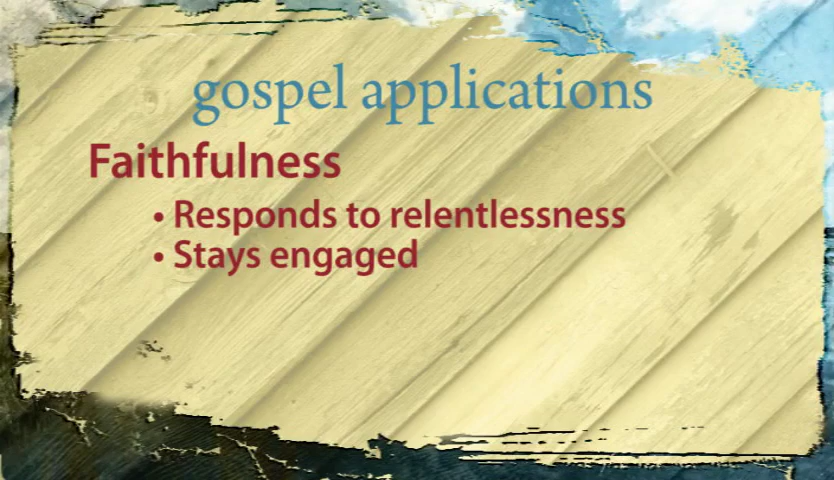 gospel applications
Faithfulness
• Responds to relentlessness
• Stays engaged